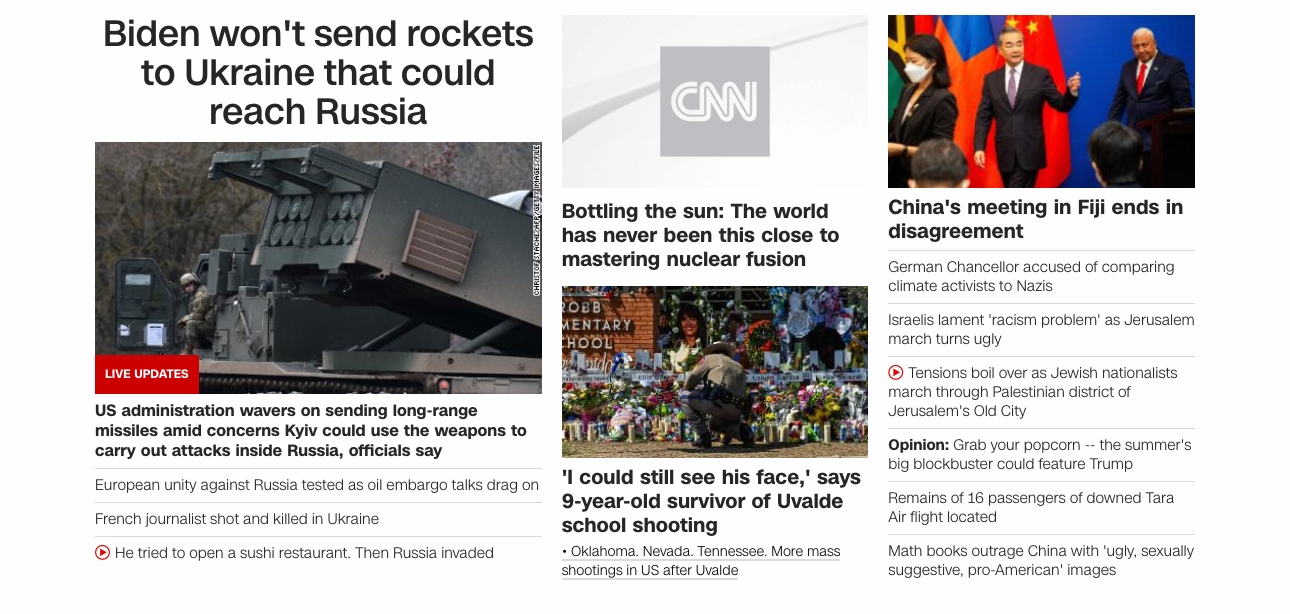 Biden won't send rockets
to Ukraine that could
reach Russia
CHRISTOF STACHE/AFP/GETTY IMAGES/FILE
LIVE UPDATES
US administration wavers on sending long-range
missiles amid concerns Kyiv could use the weapons to
carry out attacks inside Russia, officials say
European unity against Russia tested as oil embargo talks drag on
French journalist shot and killed in Ukraine
He tried to open a sushi restaurant. Then Russia invaded
CNN
Bottling the sun: The world
has never been this close to
mastering nuclear fusion
ROBB
MENTARY
CHOOL
'I could still see his face,' says
9-year-old survivor of Uvalde
school shooting
• Oklahoma. Nevada. Tennessee. More mass
shootings in US after Uvalde
China's meeting in Fiji ends in
disagreement
German Chancellor accused of comparing
climate activists to Nazis
Israelis lament 'racism problem' as Jerusalem
march turns ugly
Tensions boil over as Jewish nationalists
march through Palestinian district of
Jerusalem's Old City
Opinion: Grab your popcorn -- the summer's
big blockbuster could feature Trump
Remains of 16 passengers of downed Tara
Air flight located
Math books outrage China with 'ugly, sexually
suggestive, pro-American' images